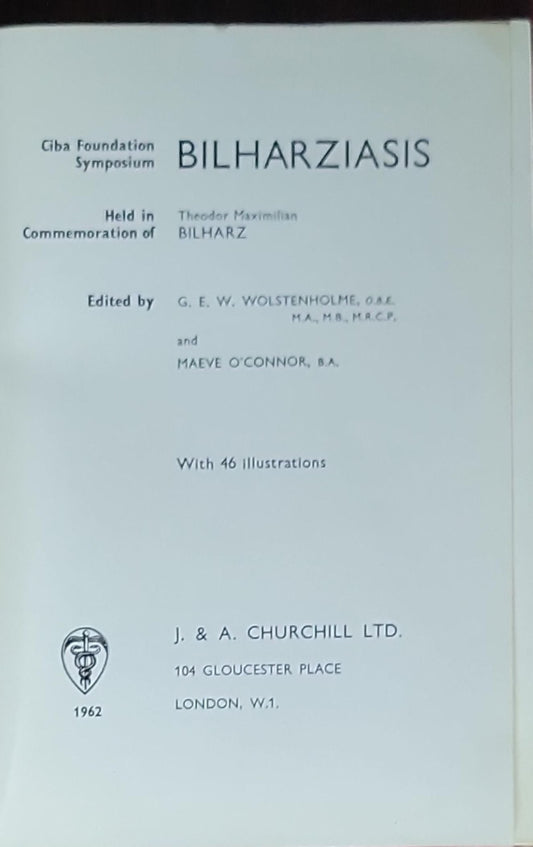 Ciba Foundation
Symposium
BILHARZIASIS
Held in
Commemoration of
Theodor Maximilian
BILHARZ
Edited by
G. E. W. WOLSTENHOLME, O.B.E.
M.A., M.B., M.R.C.P.
and
MAEVE O'CONNOR, B.A.
With 46 illustrations
1962
J. & A. CHURCHILL LTD.
104 GLOUCESTER PLACE
LONDON, W.1.